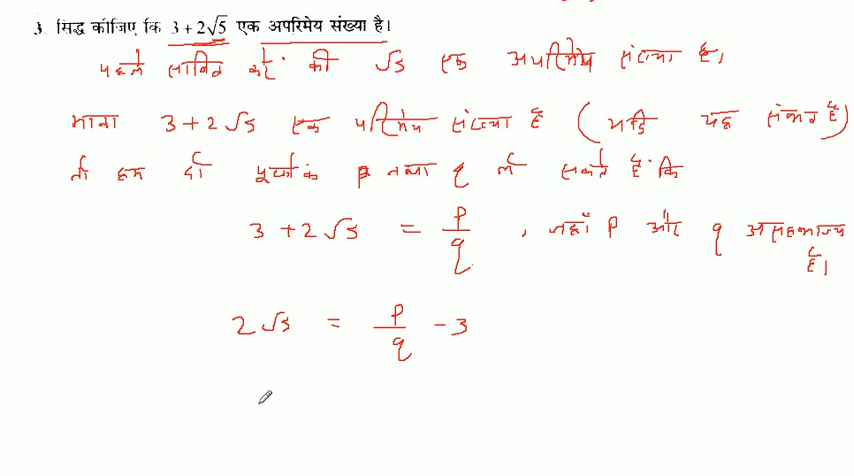 3. सिद्ध कीजिए कि 3 + 2√5 एक अपरिमेय संख्या है।
पहले साबित करें की √5 एक अपरिमेय संख्या है।
माना 3 + 2√5 एक परिमेय संख्या है (यदि यह संभव है)
तो हम दो पूर्णांक p तथा q ले सकते हैं कि
3 + 2√5 = p/q , जहाँ p और q असहभाज्य है।
2√5 = p/q - 3